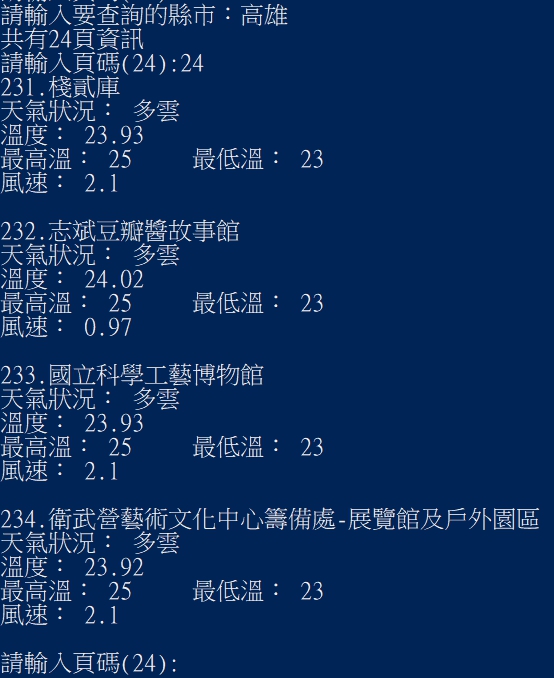 請輸入要查詢的縣市：高雄
共有24頁資訊
請輸入頁碼(24):24
231.棧貳庫
天氣狀況： 多雲
溫度： 23.93
最高溫： 25 最低溫： 23
風速： 2.1
232.志斌豆瓣醬故事館
天氣狀況： 多雲
溫度： 24.02
最高溫： 25 最低溫： 23
風速： 0.97
233.國立科學工藝博物館
天氣狀況： 多雲
溫度： 23.93
最高溫： 25 最低溫： 23
風速： 2.1
234.衛武營藝術文化中心籌備處-展覽館及戶外園區
天氣狀況： 多雲
溫度： 23.92
最高溫： 25 最低溫： 23
風速： 2.1
請輸入頁碼(24):